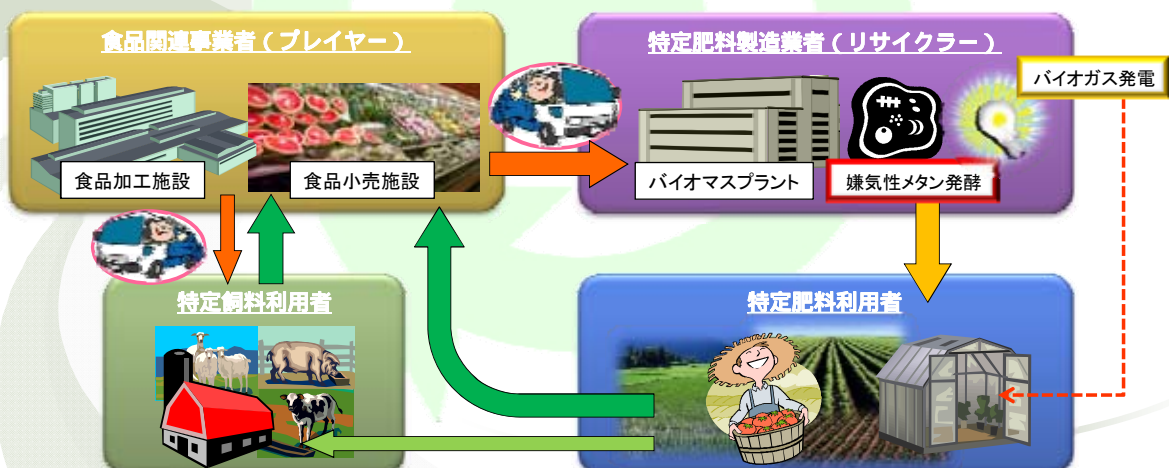 食品関連事業者（プレイヤー）
食品加工施設
食品小売施設
特定肥料製造業者（リサイクラー）
バイオガス発電
バイオマスプラント
嫌気性メタン発酵
特定飼料利用者
特定肥料利用者